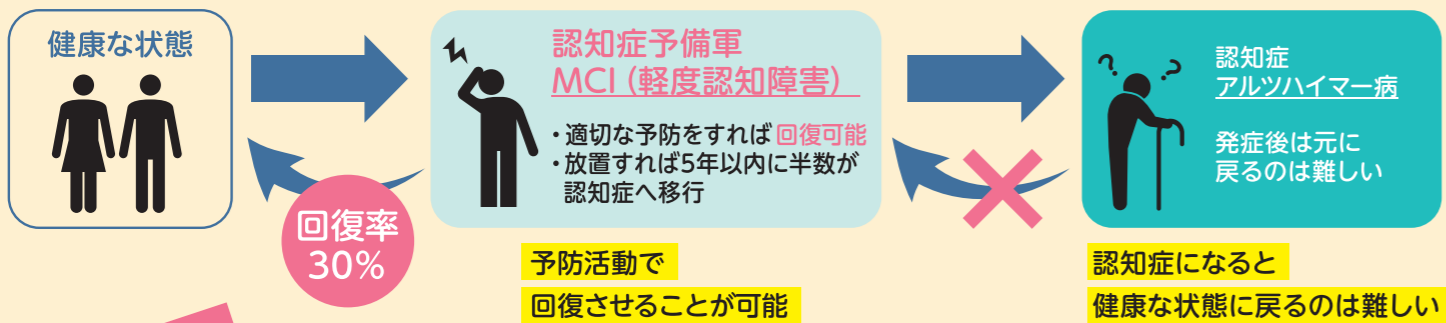 健康な状態
回復率
30%
認知症予備軍
MCI（軽度認知障害）
・適切な予防をすれば回復可能
・放置すれば5年以内に半数が
認知症へ移行
予防活動で
回復させることが可能
? ?
認知症
アルツハイマー病
発症後は元に
戻るのは難しい
認知症になると
健康な状態に戻るのは難しい